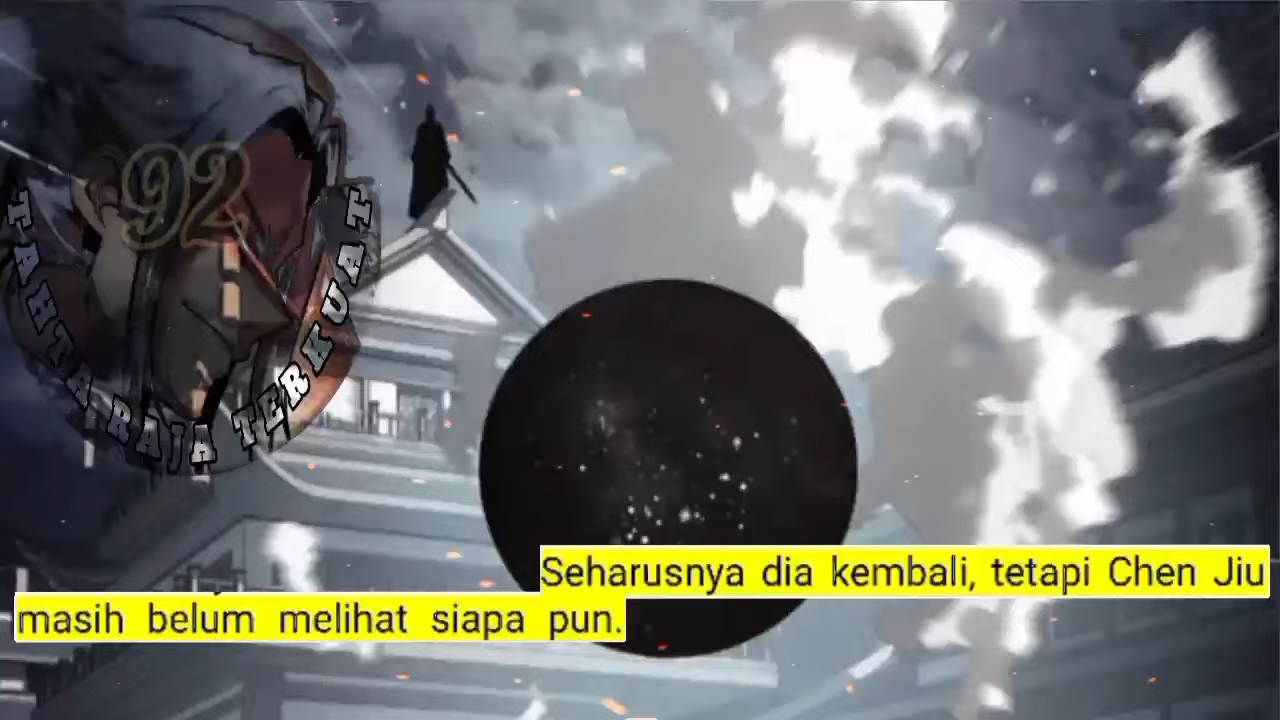 92
TAHTA RAJA TERKUAT
Seharusnya dia kembali, tetapi Chen Jiu
masih belum melihat siapa pun.